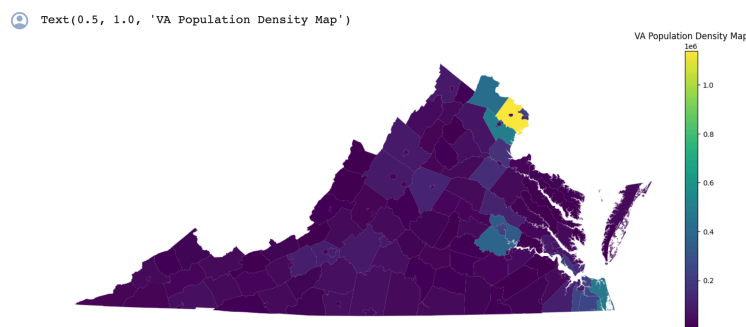 Text(0.5, 1.0, 'VA Population Density Map')
VA Population Density Map
1e6
1.0
0.8
0.6
0.4
0.2